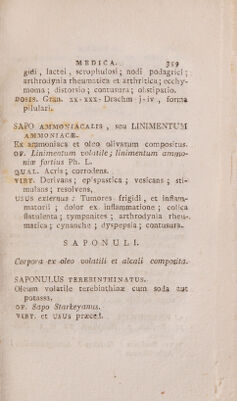 MEDICA. 359
gidi, lactei, scrophulosi; nodi podagrici;
arthrodynia rheumatica et arthritica; ecchy-
moma; distorsio; contusura; obstipatio.
DOSIS. Gran. xx-xxx- Drachm j-iv, forma
pilulari.
SAPO AMMONIACALIS, seu LINIMENTUM
AMMONIACÆ.
Ex ammoniaca et oleo olivatum compositus.
OF. Linimentum volatile; linimentum ammo-
niæ fortius Ph. L.
QUAL. Acris; corrodens.
VIRT. Derivans; epispastica; vesicans; sti-
mulans; resolvens.
USUS externus: Tumores frigidi, et inflam-
matorii; dolor ex inflammatione; colica
flatulenta; tympanites; arthrodynia rheu-
matica; cynanche; dyspepsia; contusura.
SAPONULI.
Corpora ex oleo volatili et alcali composita.
SAPONULUS TEREBINTHINATUS.
Oleum volatile terebinthiæ cum soda aut
potassa.
OF. Sapo Starkeyanus.
VIRT. et USUS præced.